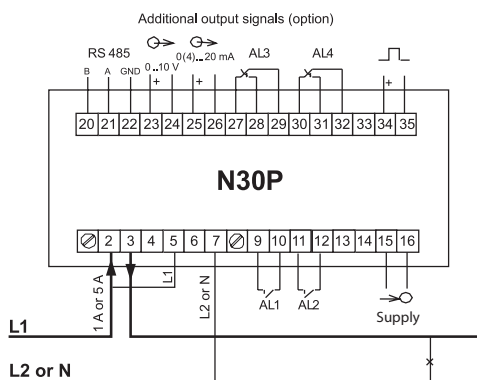 Additional output signals (option)
RS 485 0(4)...20 mA AL3 AL4
B A GND 0..10 V
+ + +
20 21 22 23 24 25 26 27 28 29 30 31 32 33 34 35
N30P
2 3 4 5 6 7 9 10 11 12 13 14 15 16
1 A or 5 A
L1
L2 or N
AL1 AL2
Supply
L1
L2 or N